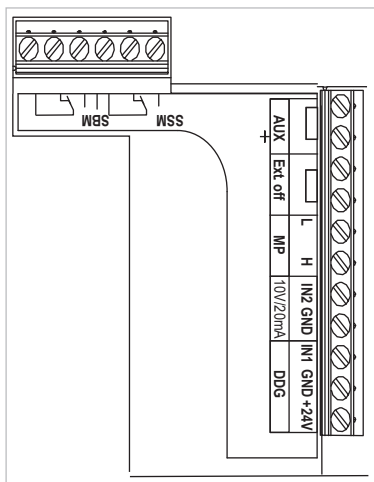 SBM
SSM
AUX
+
Ext off
MP
L
H
10V/20mA
IN2 GND
DDG
IN1 GND +24V